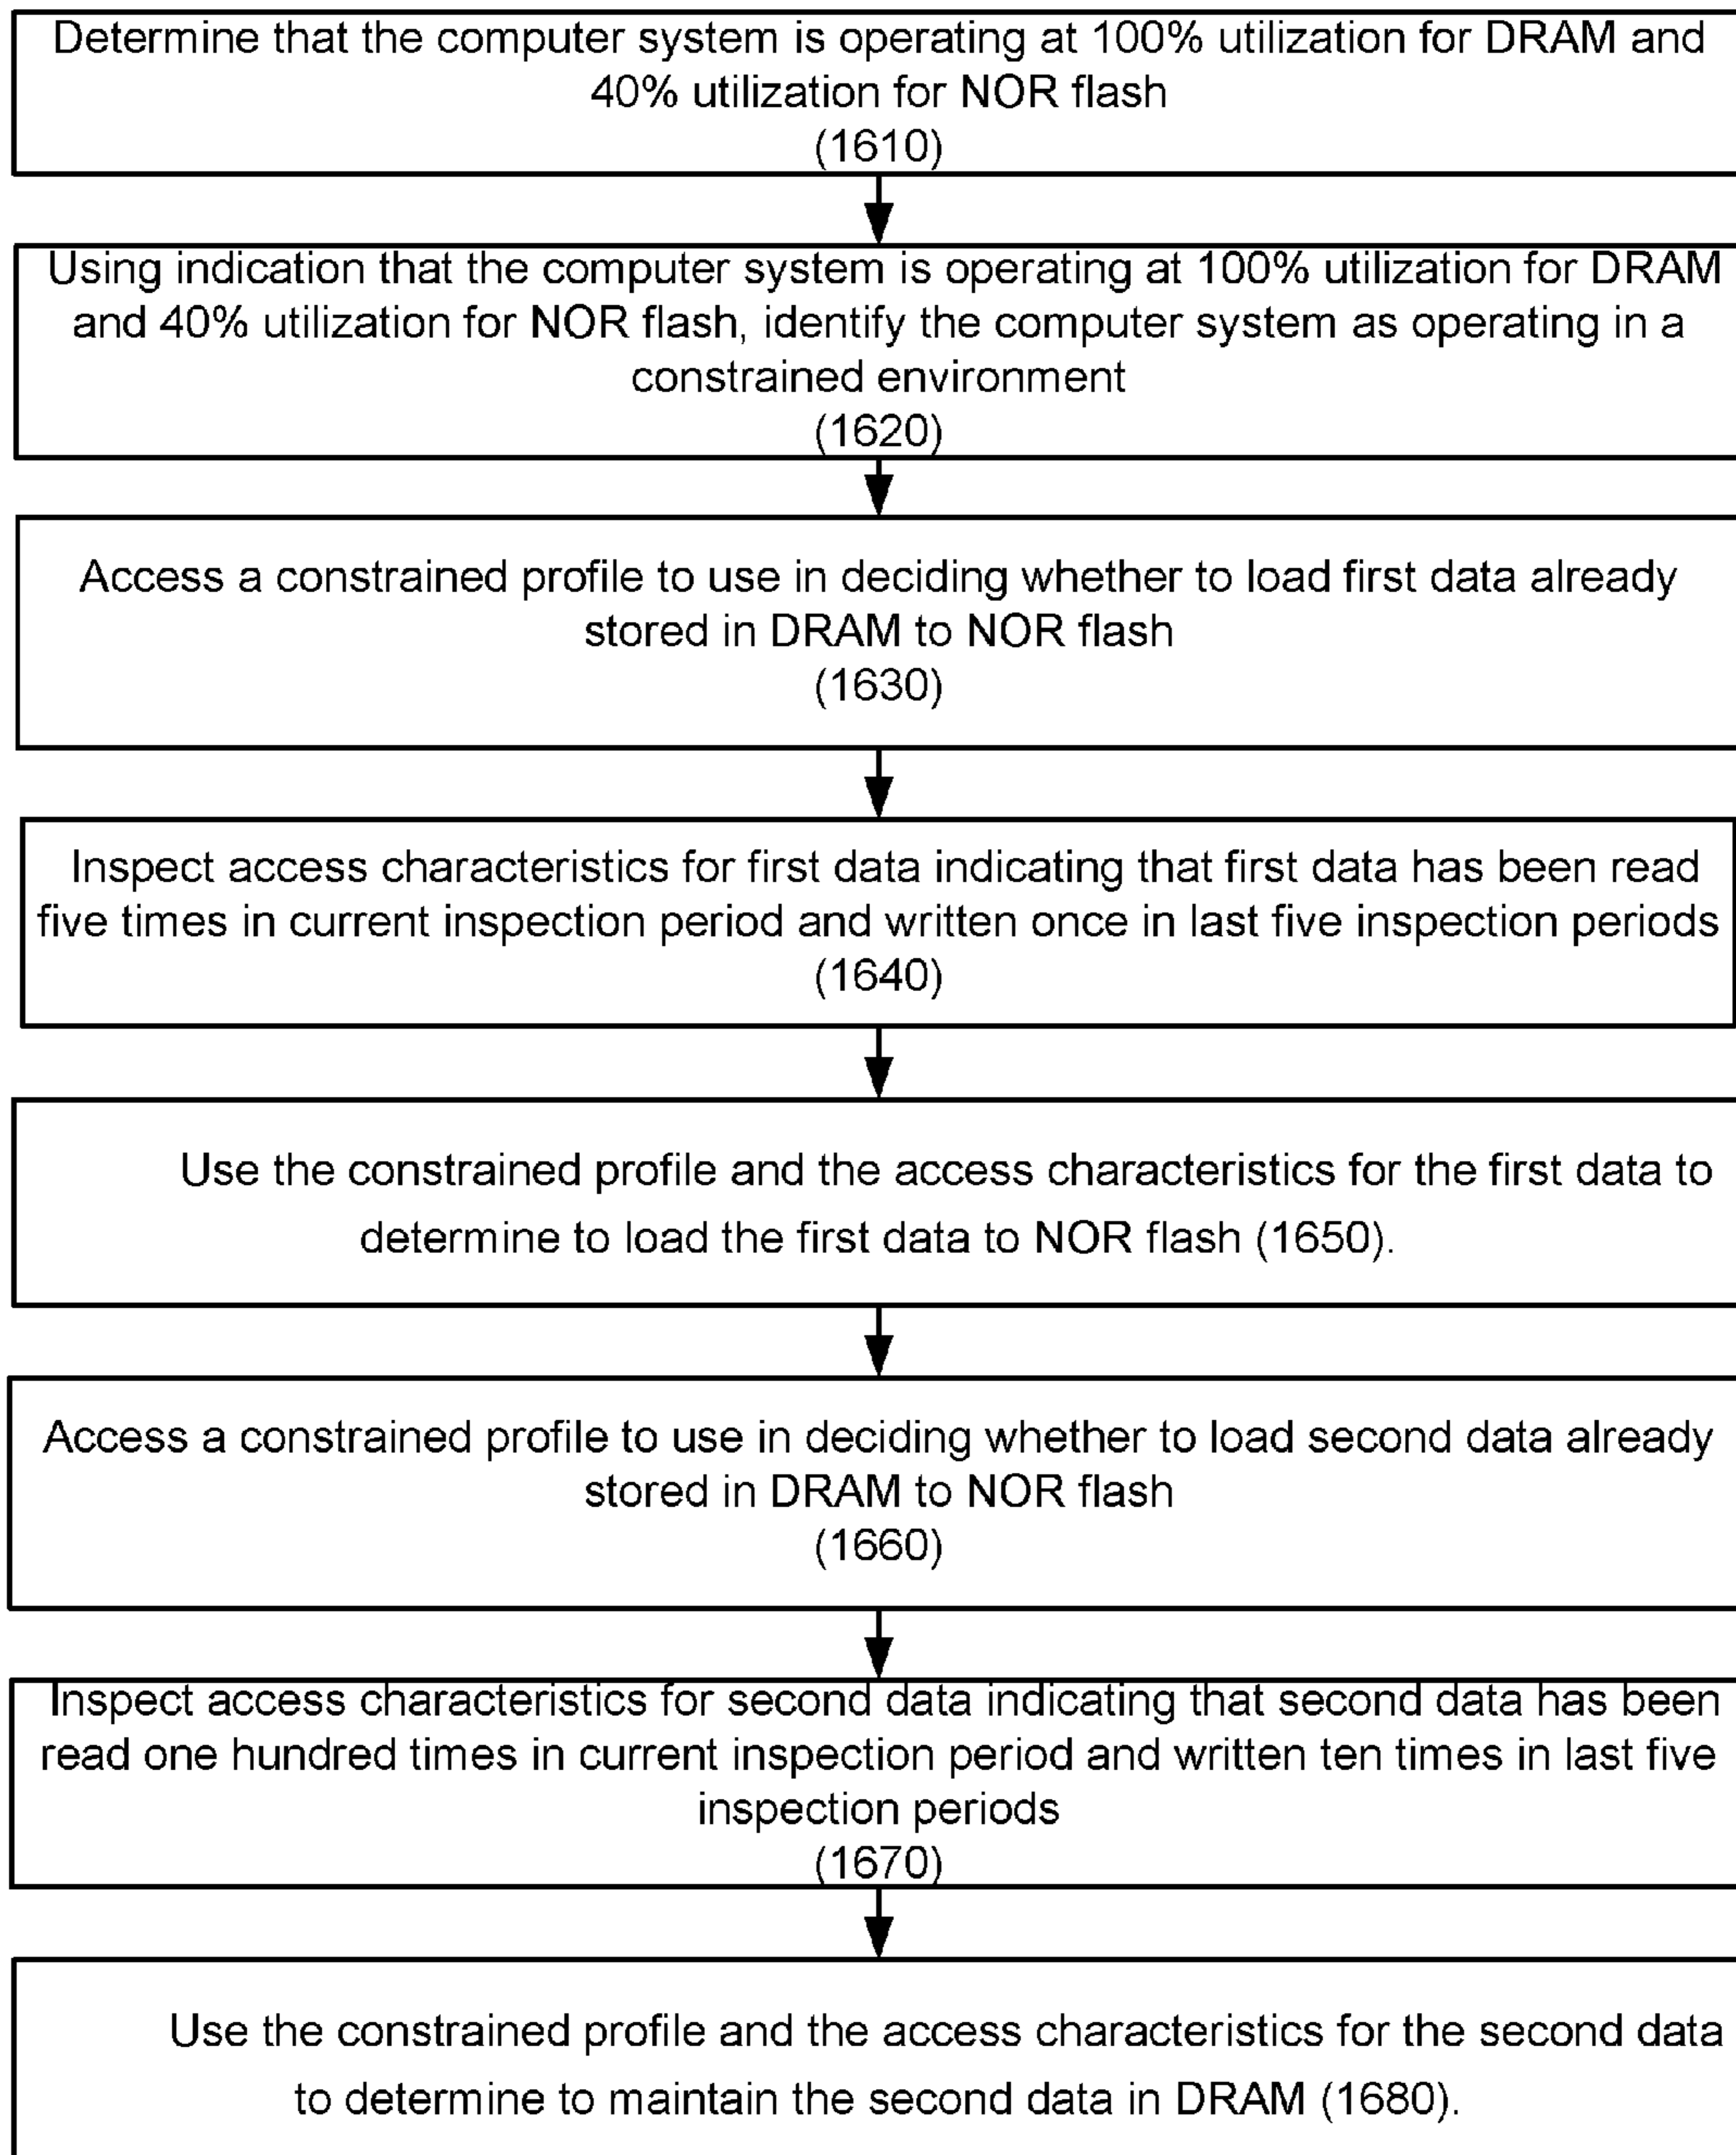 Determine that the computer system is operating at 100% utilization for DRAM and
40% utilization for NOR flash
(1610)
Using indication that the computer system is operating at 100% utilization for DRAM
and 40% utilization for NOR flash, identify the computer system as operating in a
constrained environment
(1620)
Access a constrained profile to use in deciding whether to load first data already
stored in DRAM to NOR flash
(1630)
Inspect access characteristics for first data indicating that first data has been read
five times in current inspection period and written once in last five inspection periods
(1640)
Use the constrained profile and the access characteristics for the first data to
determine to load the first data to NOR flash (1650).
Access a constrained profile to use in deciding whether to load second data already
stored in DRAM to NOR flash
(1660)
Inspect access characteristics for second data indicating that second data has been
read one hundred times in current inspection period and written ten times in last five
inspection periods
(1670)
Use the constrained profile and the access characteristics for the second data
to determine to maintain the second data in DRAM (1680).